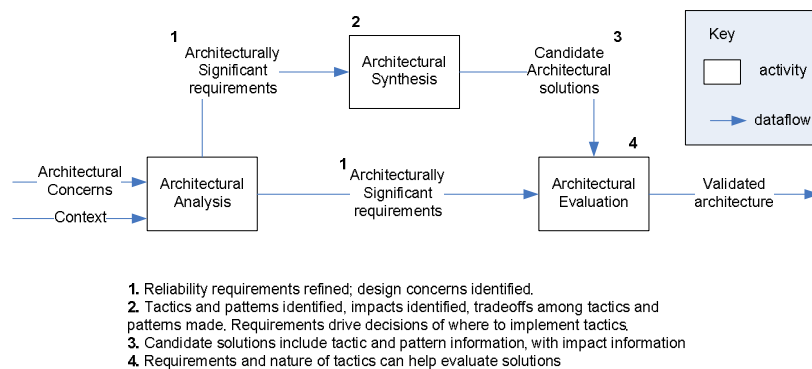 1
Architecturally
Significant
requirements
2
Architectural
Synthesis
Candidate
Architectural
solutions
3
Key
activity
dataflow
Architectural
Concerns
Context
Architectural
Analysis
1
Architecturally
Significant
requirements
4
Architectural
Evaluation
Validated
architecture
1. Reliability requirements refined; design concerns identified.
2. Tactics and patterns identified, impacts identified, tradeoffs among tactics and
patterns made. Requirements drive decisions of where to implement tactics.
3. Candidate solutions include tactic and pattern information, with impact information
4. Requirements and nature of tactics can help evaluate solutions